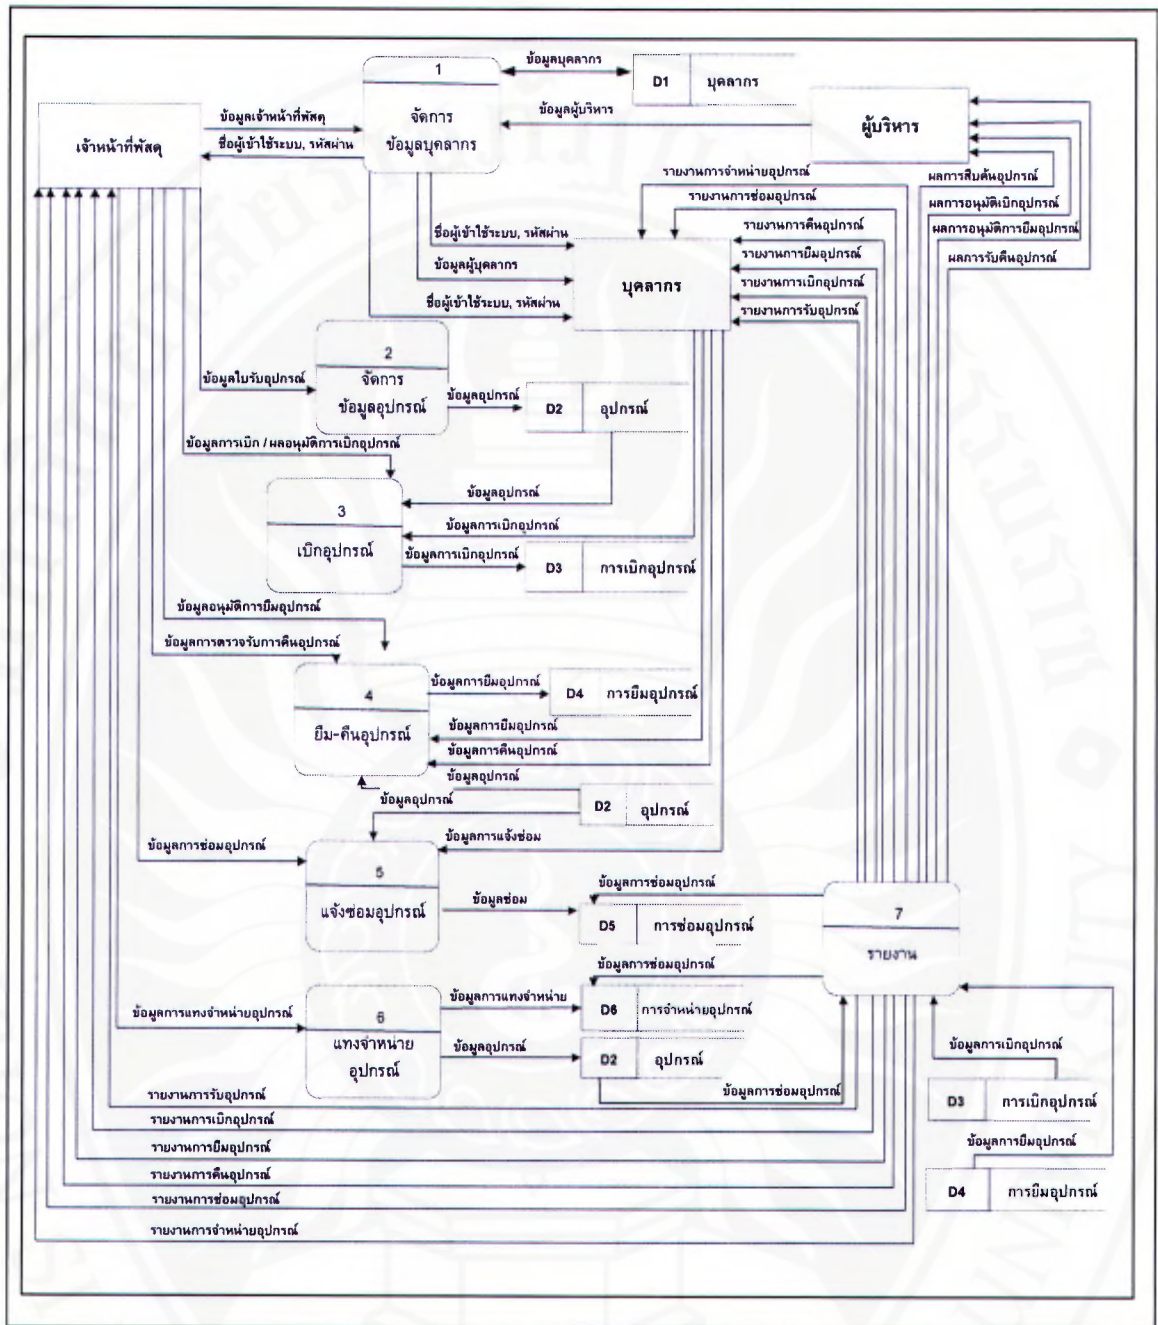 1
ข้อมูลบุคลากร
D1 บุคลากร
จัดการ
ข้อมูลบุคลากร
ข้อมูลผู้บริหาร
ผู้บริหาร
เจ้าหน้าที่พัสดุ
ข้อมูลเจ้าหน้าที่พัสดุ
ชื่อผู้เข้าใช้ระบบ, รหัสผ่าน
รายงานการจำหน่ายอุปกรณ์
รายงานการซ่อมอุปกรณ์
รายงานการคืนอุปกรณ์
รายงานการยืมอุปกรณ์
รายงานการเบิกอุปกรณ์
รายงานการรับอุปกรณ์
ผลการสืบค้นอุปกรณ์
ผลการอนุมัติเบิกอุปกรณ์
ผลการอนุมัติการยืมอุปกรณ์
ผลการรับคืนอุปกรณ์
ชื่อผู้เข้าใช้ระบบ, รหัสผ่าน
ข้อมูลผู้บุคลากร
ชื่อผู้เข้าใช้ระบบ, รหัสผ่าน
บุคลากร
2
จัดการ
ข้อมูลอุปกรณ์
ข้อมูลใบรับอุปกรณ์
ข้อมูลอุปกรณ์
D2 อุปกรณ์
ข้อมูลการเบิก / ผลอนุมัติการเบิกอุปกรณ์
3
เบิกอุปกรณ์
ข้อมูลอุปกรณ์
ข้อมูลการเบิกอุปกรณ์
ข้อมูลการเบิกอุปกรณ์
D3 การเบิกอุปกรณ์
ข้อมูลอนุมัติการยืมอุปกรณ์
ข้อมูลการตรวจรับการคืนอุปกรณ์
4
ยืม-คืนอุปกรณ์
ข้อมูลการยืมอุปกรณ์
D4 การยืมอุปกรณ์
ข้อมูลการยืมอุปกรณ์
ข้อมูลการคืนอุปกรณ์
ข้อมูลอุปกรณ์
ข้อมูลอุปกรณ์
D2 อุปกรณ์
ข้อมูลการซ่อมอุปกรณ์
ข้อมูลการแจ้งซ่อม
5
แจ้งซ่อมอุปกรณ์
ข้อมูลซ่อม
ข้อมูลการซ่อมอุปกรณ์
D5 การซ่อมอุปกรณ์
7
รายงาน
ข้อมูลการซ่อมอุปกรณ์
ข้อมูลการแทงจำหน่ายอุปกรณ์
6
แทงจำหน่าย
อุปกรณ์
ข้อมูลการแทงจำหน่าย
D6 การจำหน่ายอุปกรณ์
ข้อมูลอุปกรณ์
D2 อุปกรณ์
ข้อมูลการซ่อมอุปกรณ์
ข้อมูลการเบิกอุปกรณ์
D3 การเบิกอุปกรณ์
ข้อมูลการยืมอุปกรณ์
D4 การยืมอุปกรณ์
รายงานการรับอุปกรณ์
รายงานการเบิกอุปกรณ์
รายงานการยืมอุปกรณ์
รายงานการคืนอุปกรณ์
รายงานการซ่อมอุปกรณ์
รายงานการจำหน่ายอุปกรณ์